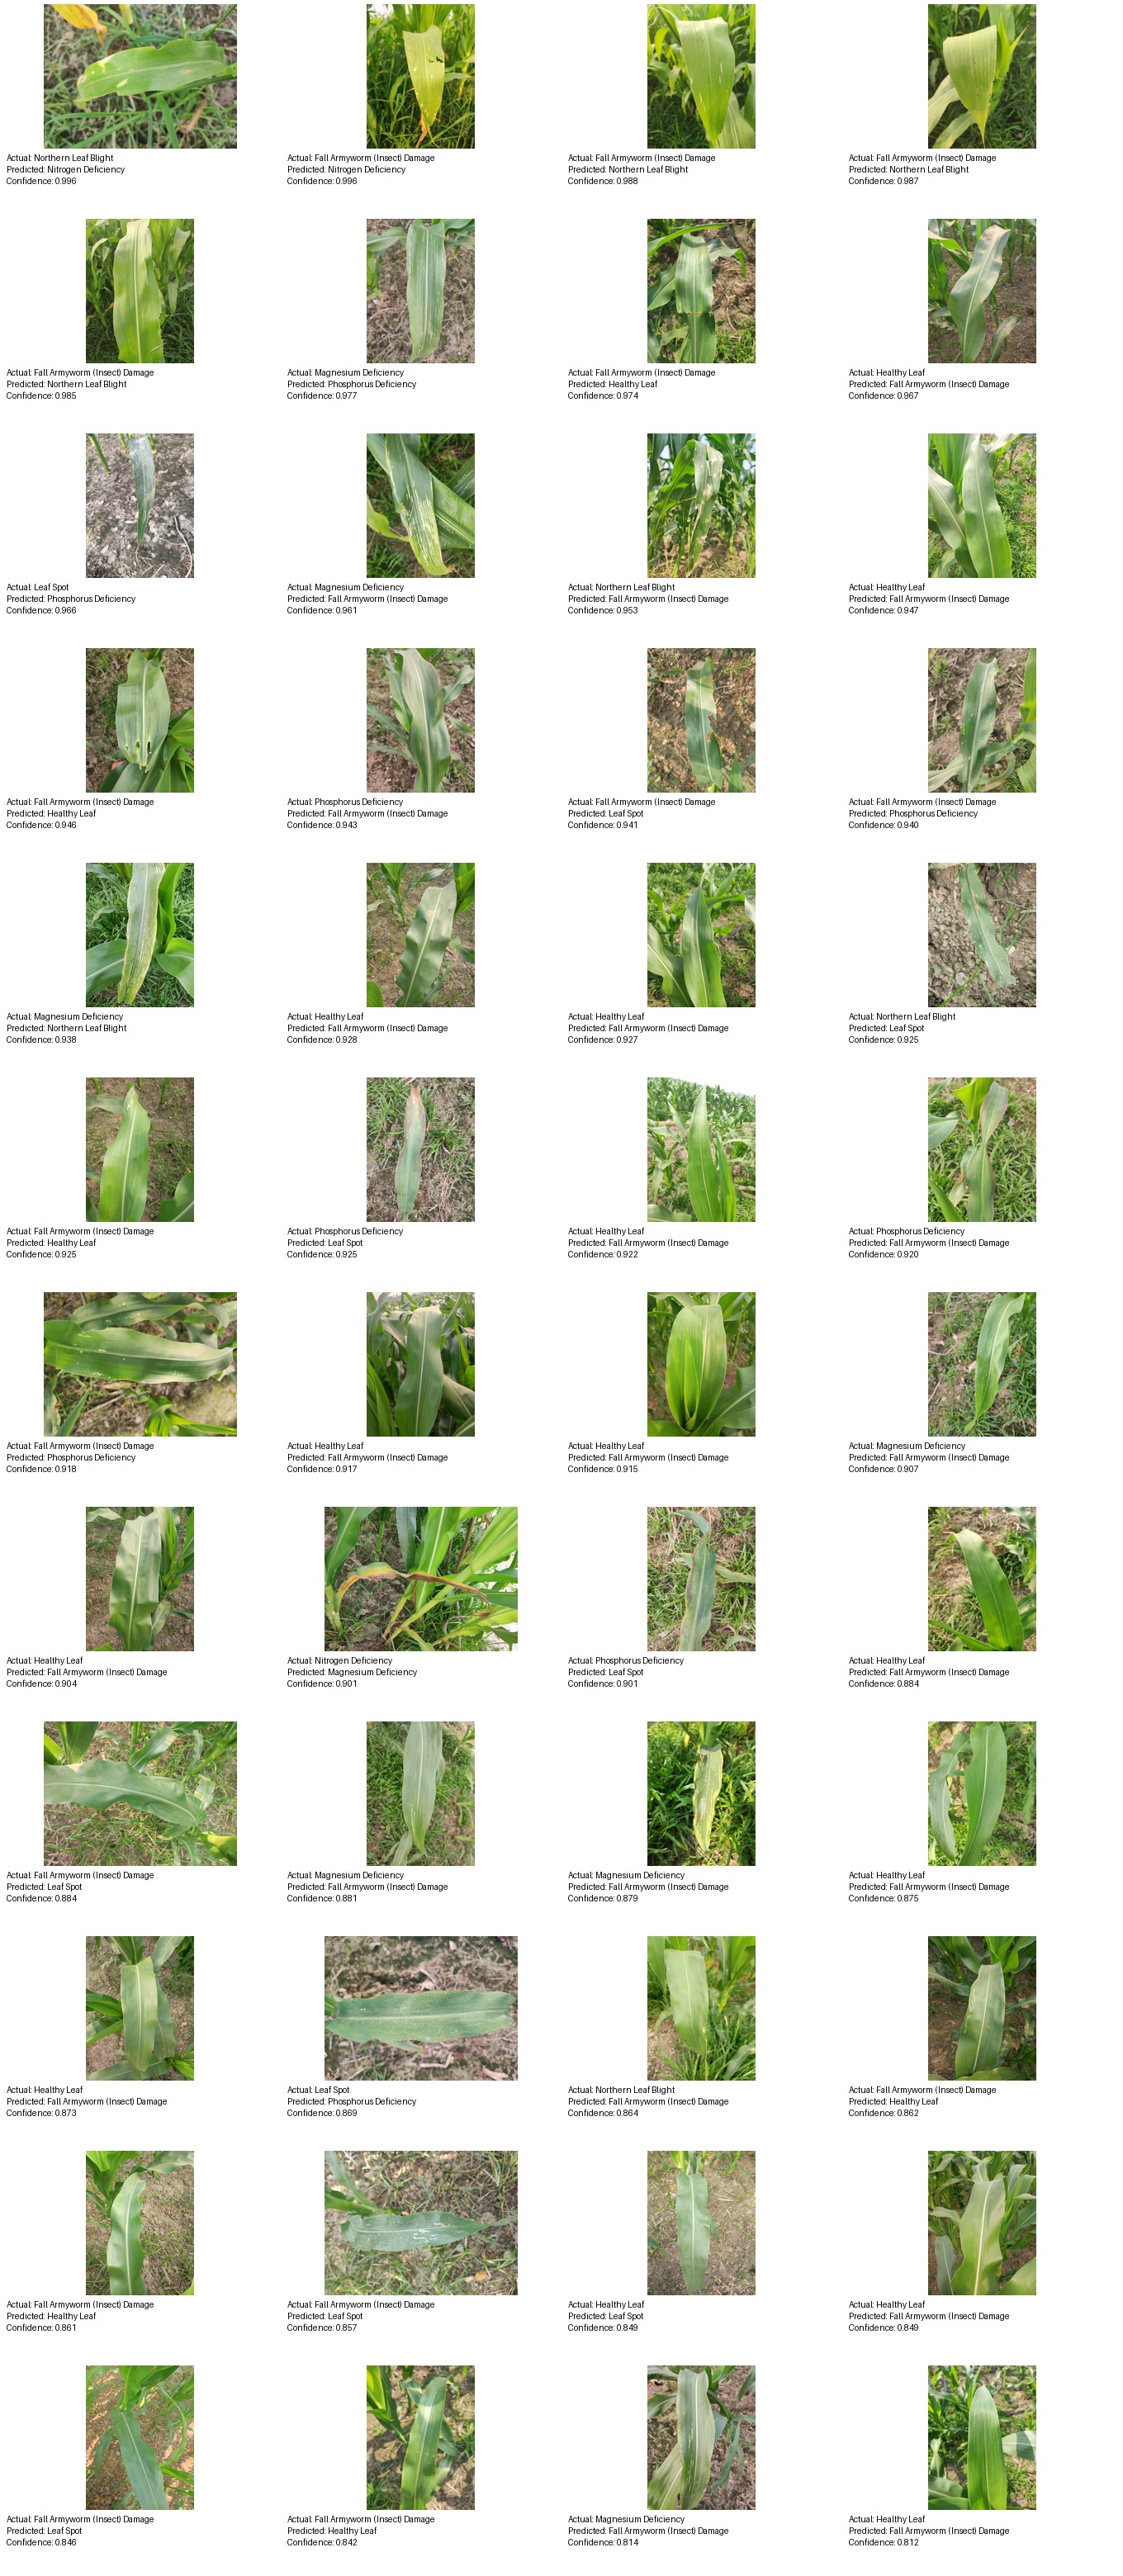 Actual: Northern Leaf Blight
Predicted: Nitrogen Deficiency
Confidence: 0.996
Actual: Fall Armyworm (Insect) Damage
Predicted: Nitrogen Deficiency
Confidence: 0.996
Actual: Fall Armyworm (Insect) Damage
Predicted: Northern Leaf Blight
Confidence: 0.988
Actual: Fall Armyworm (Insect) Damage
Predicted: Northern Leaf Blight
Confidence: 0.987
Actual: Fall Armyworm (Insect) Damage
Predicted: Northern Leaf Blight
Confidence: 0.985
Actual: Magnesium Deficiency
Predicted: Phosphorus Deficiency
Confidence: 0.977
Actual: Fall Armyworm (Insect) Damage
Predicted: Healthy Leaf
Confidence: 0.974
Actual: Healthy Leaf
Predicted: Fall Armyworm (Insect) Damage
Confidence: 0.967
Actual: Leaf Spot
Predicted: Phosphorus Deficiency
Confidence: 0.966
Actual: Magnesium Deficiency
Predicted: Fall Armyworm (Insect) Damage
Confidence: 0.961
Actual: Northern Leaf Blight
Predicted: Fall Armyworm (Insect) Damage
Confidence: 0.953
Actual: Healthy Leaf
Predicted: Fall Armyworm (Insect) Damage
Confidence: 0.947
Actual: Fall Armyworm (Insect) Damage
Predicted: Healthy Leaf
Confidence: 0.946
Actual: Phosphorus Deficiency
Predicted: Fall Armyworm (Insect) Damage
Confidence: 0.943
Actual: Fall Armyworm (Insect) Damage
Predicted: Leaf Spot
Confidence: 0.941
Actual: Fall Armyworm (Insect) Damage
Predicted: Phosphorus Deficiency
Confidence: 0.940
Actual: Magnesium Deficiency
Predicted: Northern Leaf Blight
Confidence: 0.938
Actual: Healthy Leaf
Predicted: Fall Armyworm (Insect) Damage
Confidence: 0.928
Actual: Healthy Leaf
Predicted: Fall Armyworm (Insect) Damage
Confidence: 0.927
Actual: Northern Leaf Blight
Predicted: Leaf Spot
Confidence: 0.925
Actual: Fall Armyworm (Insect) Damage
Predicted: Healthy Leaf
Confidence: 0.925
Actual: Phosphorus Deficiency
Predicted: Leaf Spot
Confidence: 0.925
Actual: Healthy Leaf
Predicted: Fall Armyworm (Insect) Damage
Confidence: 0.922
Actual: Phosphorus Deficiency
Predicted: Fall Armyworm (Insect) Damage
Confidence: 0.920
Actual: Fall Armyworm (Insect) Damage
Predicted: Phosphorus Deficiency
Confidence: 0.918
Actual: Healthy Leaf
Predicted: Fall Armyworm (Insect) Damage
Confidence: 0.917
Actual: Healthy Leaf
Predicted: Fall Armyworm (Insect) Damage
Confidence: 0.915
Actual: Magnesium Deficiency
Predicted: Fall Armyworm (Insect) Damage
Confidence: 0.907
Actual: Healthy Leaf
Predicted: Fall Armyworm (Insect) Damage
Confidence: 0.904
Actual: Nitrogen Deficiency
Predicted: Magnesium Deficiency
Confidence: 0.901
Actual: Phosphorus Deficiency
Predicted: Leaf Spot
Confidence: 0.901
Actual: Healthy Leaf
Predicted: Fall Armyworm (Insect) Damage
Confidence: 0.884
Actual: Fall Armyworm (Insect) Damage
Predicted: Leaf Spot
Confidence: 0.884
Actual: Magnesium Deficiency
Predicted: Fall Armyworm (Insect) Damage
Confidence: 0.881
Actual: Magnesium Deficiency
Predicted: Fall Armyworm (Insect) Damage
Confidence: 0.879
Actual: Healthy Leaf
Predicted: Fall Armyworm (Insect) Damage
Confidence: 0.875
Actual: Healthy Leaf
Predicted: Fall Armyworm (Insect) Damage
Confidence: 0.873
Actual: Leaf Spot
Predicted: Phosphorus Deficiency
Confidence: 0.869
Actual: Northern Leaf Blight
Predicted: Fall Armyworm (Insect) Damage
Confidence: 0.864
Actual: Fall Armyworm (Insect) Damage
Predicted: Healthy Leaf
Confidence: 0.862
Actual: Fall Armyworm (Insect) Damage
Predicted: Healthy Leaf
Confidence: 0.861
Actual: Fall Armyworm (Insect) Damage
Predicted: Leaf Spot
Confidence: 0.857
Actual: Healthy Leaf
Predicted: Leaf Spot
Confidence: 0.849
Actual: Healthy Leaf
Predicted: Fall Armyworm (Insect) Damage
Confidence: 0.849
Actual: Fall Armyworm (Insect) Damage
Predicted: Leaf Spot
Confidence: 0.846
Actual: Fall Armyworm (Insect) Damage
Predicted: Healthy Leaf
Confidence: 0.842
Actual: Magnesium Deficiency
Predicted: Fall Armyworm (Insect) Damage
Confidence: 0.814
Actual: Healthy Leaf
Predicted: Fall Armyworm (Insect) Damage
Confidence: 0.812